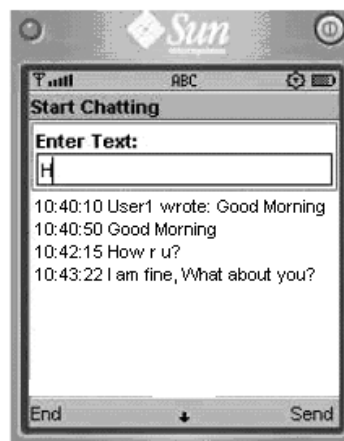 Sun
microsystems
ABC
Start Chatting
Enter Text:
H
10:40:10 User1 wrote: Good Morning
10:40:50 Good Morning
10:42:15 How r u?
10:43:22 I am fine, What about you?
End Send